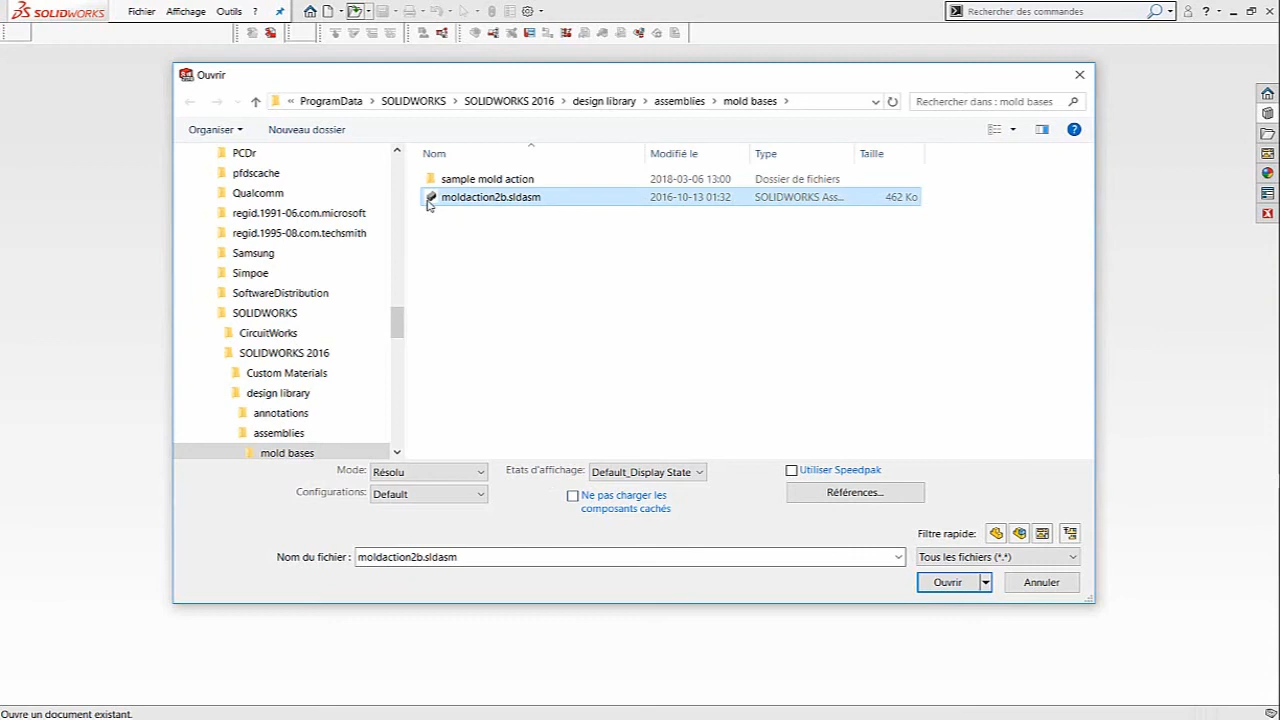 SOLIDWORKS Fichier Affichage Outils ? Rechercher des commandes ?
Ouvrir
« ProgramData > SOLIDWORKS > SOLIDWORKS 2016 > design library > assemblies > mold bases > Rechercher dans : mold bases
Organiser Nouveau dossier ?
PCDr
pfdscache
Qualcomm
regid.1991-06.com.microsoft
regid.1995-08.com.techsmith
Samsung
Simpoe
SoftwareDistribution
SOLIDWORKS
CircuitWorks
SOLIDWORKS 2016
Custom Materials
design library
annotations
assemblies
mold bases
Nom Modifié le Type Taille
sample mold action 2018-03-06 13:00 Dossier de fichiers
moldaction2b.sldasm 2016-10-13 01:32 SOLIDWORKS Ass... 462 Ko
Mode: Résolu Etats d'affichage: Default_Display State Utiliser Speedpak
Configurations: Default Ne pas charger les composants cachés Références...
Filtre rapide:
Nom du fichier : moldaction2b.sldasm Tous les fichiers (*.*)
Ouvrir Annuler
Ouvre un document existant.